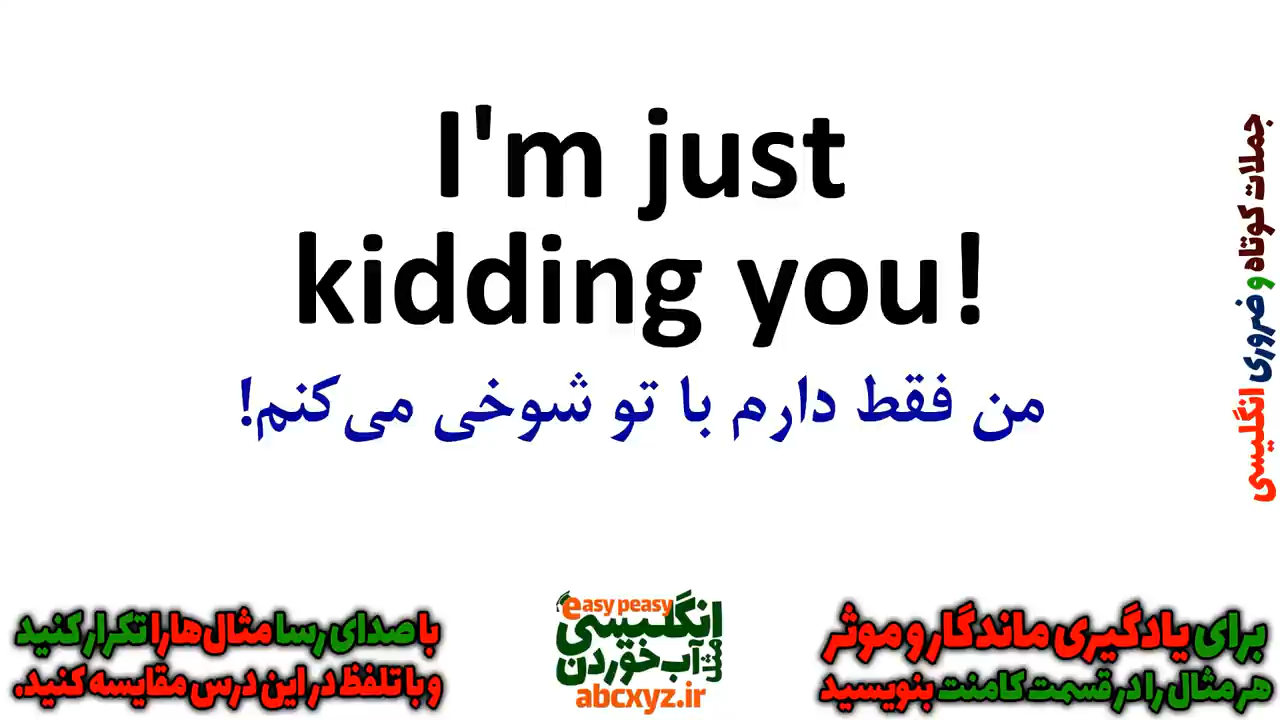 I'm just
kidding you!
من فقط دارم با تو شوخی می‌کنم!
جملات کوتاه و ضروری انگلیسی
با صدای رسا مثال‌ها را تکرار کنید
و با تلفظ در این درس مقایسه کنید.
easy peasy
انگلیسی
مثل آب خوردن
abcxyz.ir
برای یادگیری ماندگار و موثر
هر مثال را در قسمت کامنت بنویسید